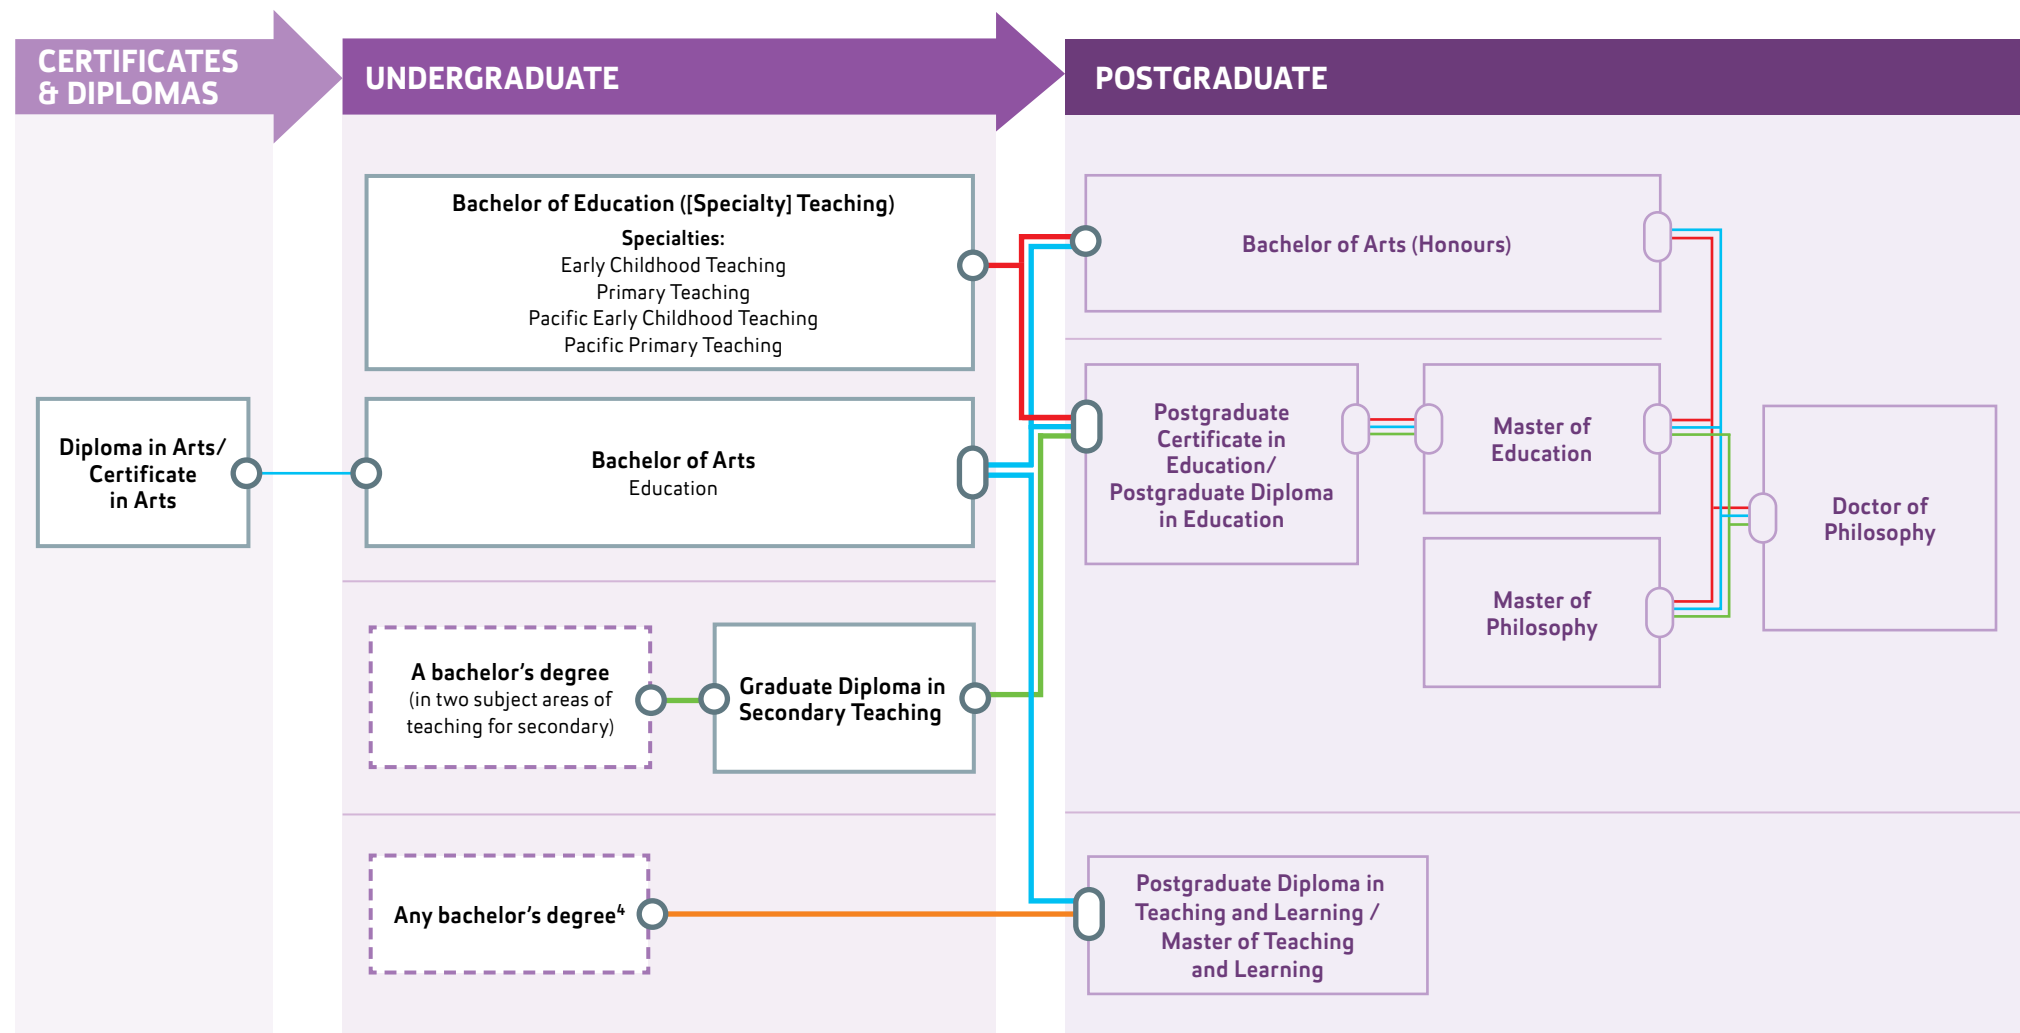 CERTIFICATES
& DIPLOMAS
UNDERGRADUATE
POSTGRADUATE
Bachelor of Education ([Specialty] Teaching)
Specialties:
Early Childhood Teaching
Primary Teaching
Pacific Early Childhood Teaching
Pacific Primary Teaching
Bachelor of Arts (Honours)
Diploma in Arts/
Certificate
in Arts
Bachelor of Arts
Education
Postgraduate
Certificate in
Education/
Postgraduate Diploma
in Education
Master of
Education
Doctor of
Philosophy
Master of
Philosophy
A bachelor’s degree
(in two subject areas of
teaching for secondary)
Graduate Diploma in
Secondary Teaching
Any bachelor’s degree⁴
Postgraduate Diploma in
Teaching and Learning /
Master of Teaching
and Learning